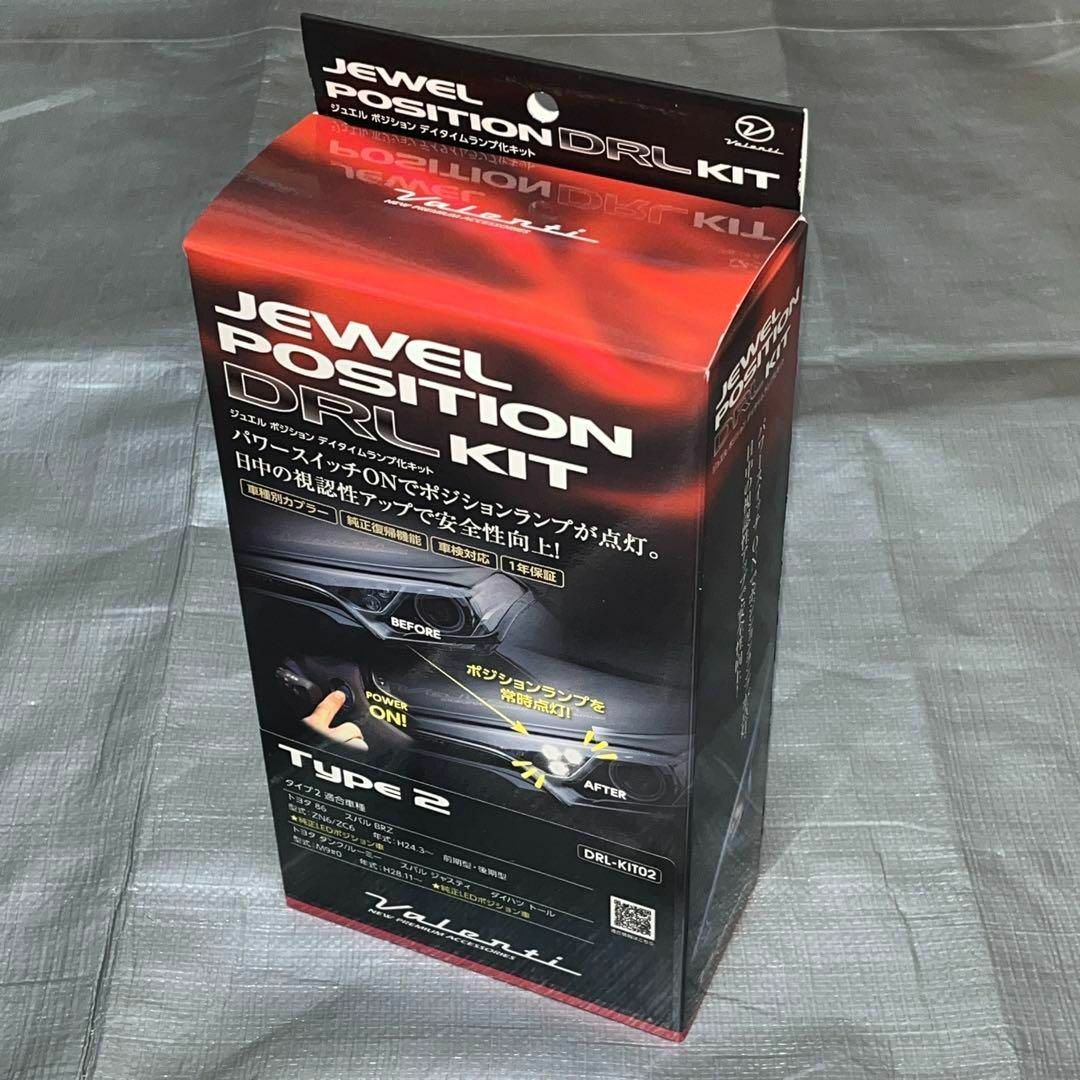 JEWEL
POSITION DRL KIT
ジュエル ポジション デイタイムランプ化キット
Valenti
Valenti
NEW PREMIUM ACCESSORIES
JEWEL
POSITION
DRL KIT
ジュエル ポジション デイタイムランプ化キット
パワースイッチONでポジションランプが点灯。
日中の視認性アップで安全性向上!
車種別カプラー
純正復帰機能
車検対応
1年保証
BEFORE
POWER
ON!
ポジションランプを
常時点灯!
AFTER
Type 2
タイプ2 適合車種
トヨタ 86 スバル BRZ
型式:ZN6/ZC6 年式:H24.3〜 前期型・後期型
★純正LEDポジション車
トヨタ タンク/ルーミー スバル ジャスティ ダイハツ トール
型式:M9#0 年式:H28.11〜 ★純正LEDポジション車
DRL-KIT02
Valenti
NEW PREMIUM ACCESSORIES
JEWEL
POSITION
DRL KIT